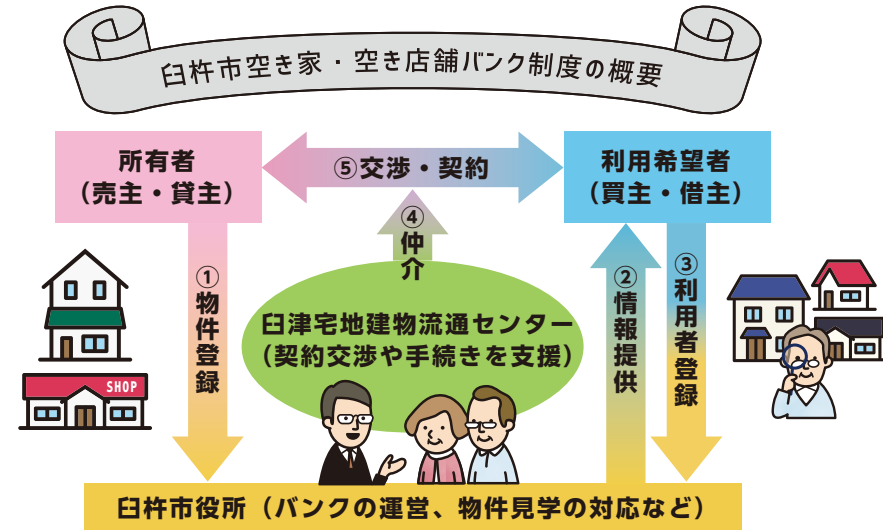 臼杵市空き家・空き店舗バンク制度の概要
所有者
（売主・貸主）
⑤交渉・契約
利用希望者
（買主・借主）
④仲介
①物件登録
臼津宅地建物流通センター
（契約交渉や手続きを支援）
②情報提供
③利用者登録
SHOP
臼杵市役所（バンクの運営、物件見学の対応など）